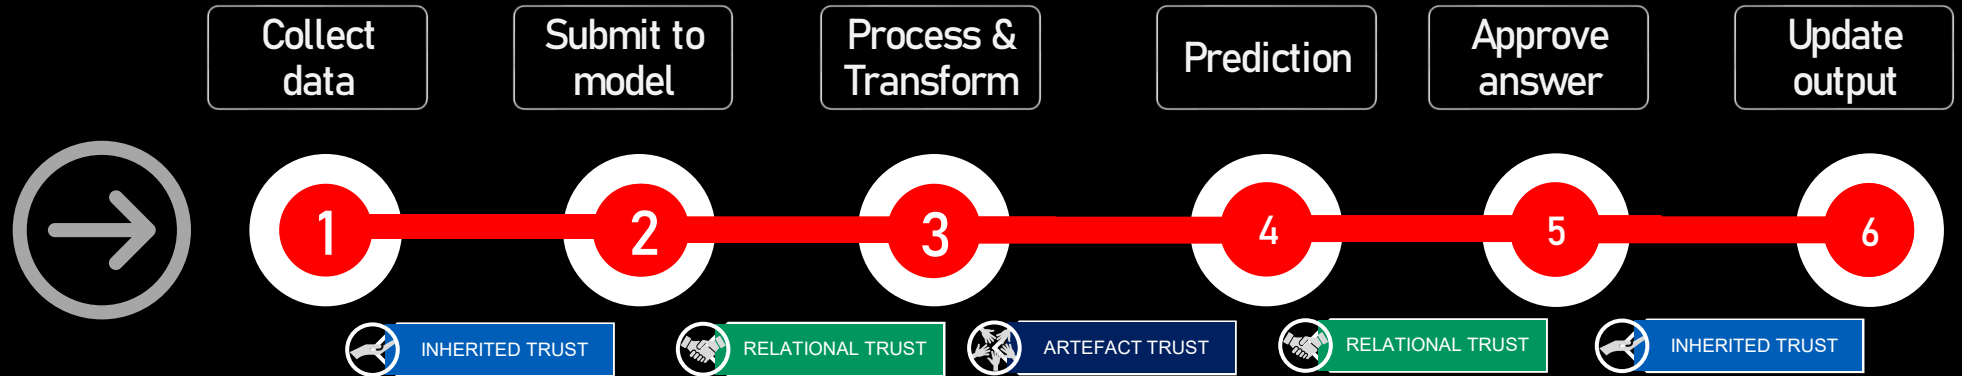 Collect
data
Submit to
model
Process &
Transform
Prediction
Approve
answer
Update
output
1
2
3
4
5
6
INHERITED TRUST
RELATIONAL TRUST
ARTEFACT TRUST
RELATIONAL TRUST
INHERITED TRUST